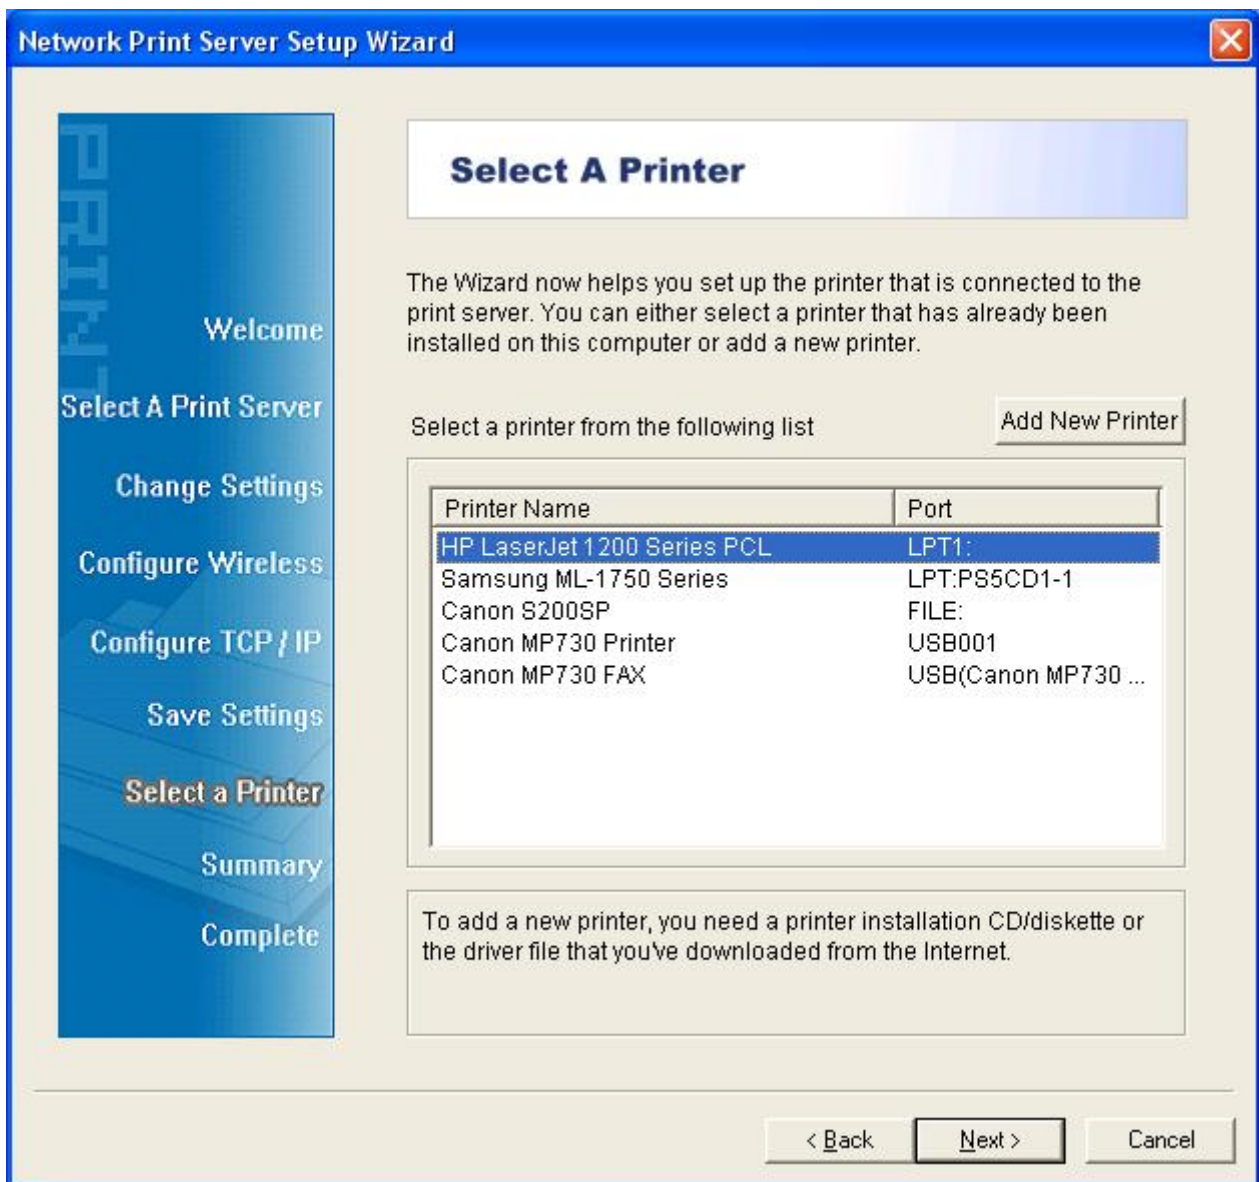 Network Print Server Setup Wizard
PRINT
Welcome
Select A Print Server
Change Settings
Configure Wireless
Configure TCP / IP
Save Settings
Select a Printer
Summary
Complete
Select A Printer
The Wizard now helps you set up the printer that is connected to the
print server. You can either select a printer that has already been
installed on this computer or add a new printer.
Select a printer from the following list
Add New Printer
Printer Name Port
HP LaserJet 1200 Series PCL LPT1:
Samsung ML-1750 Series LPT:PS5CD1-1
Canon S200SP FILE:
Canon MP730 Printer USB001
Canon MP730 FAX USB(Canon MP730 ...
To add a new printer, you need a printer installation CD/diskette or
the driver file that you've downloaded from the Internet.
< Back Next > Cancel